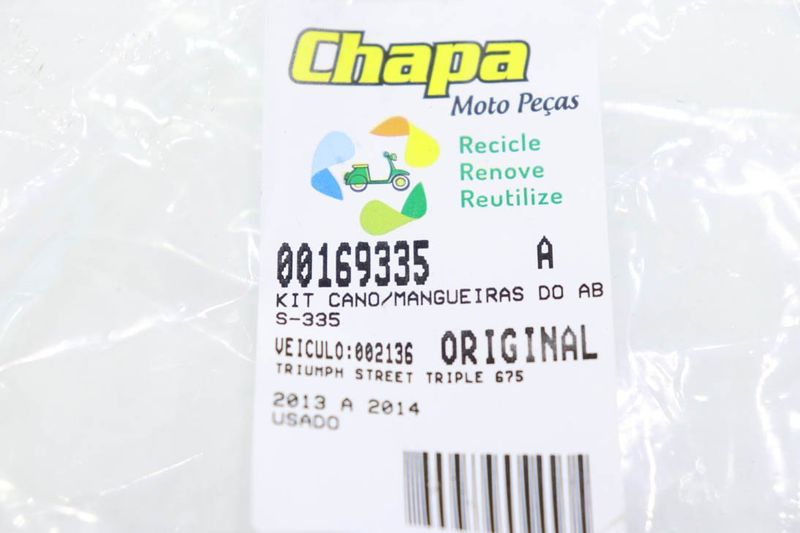 Chapa
Moto Peças
Recicle
Renove
Reutilize
00169335 A
KIT CANO/MANGUEIRAS DO AB
S-335
VEICULO:002136 ORIGINAL
TRIUMPH STREET TRIPLE 675
2013 A 2014
USADO